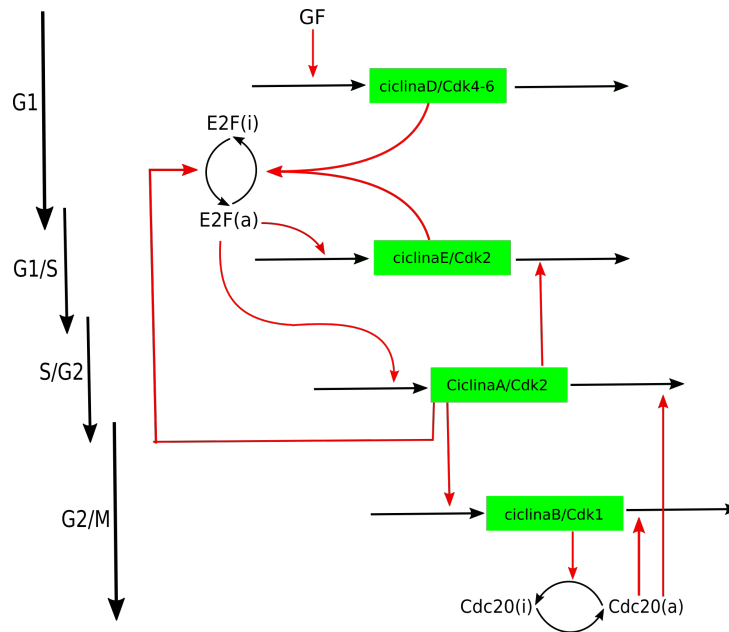 GF
ciclinaD/Cdk4-6
G1
E2F(i)
E2F(a)
ciclinaE/Cdk2
G1/S
S/G2
CiclinaA/Cdk2
ciclinaB/Cdk1
G2/M
Cdc20(i)
Cdc20(a)